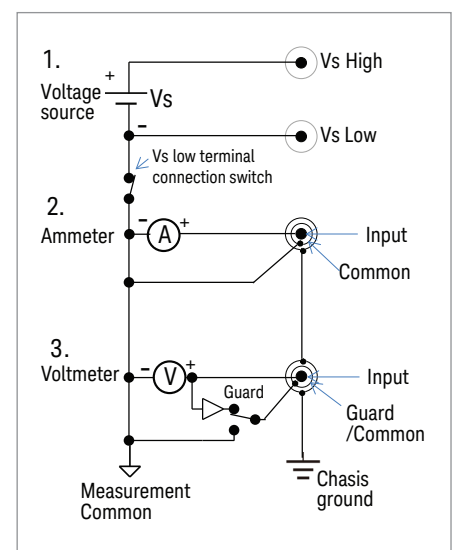 1.
Voltage
source
+
Vs
-
Vs High
Vs Low
Vs low terminal
connection switch
2.
Ammeter
-
A
+
Input
Common
3.
Voltmeter
-
V
+
Guard
Input
Guard
/Common
Measurement
Common
Chasis
ground